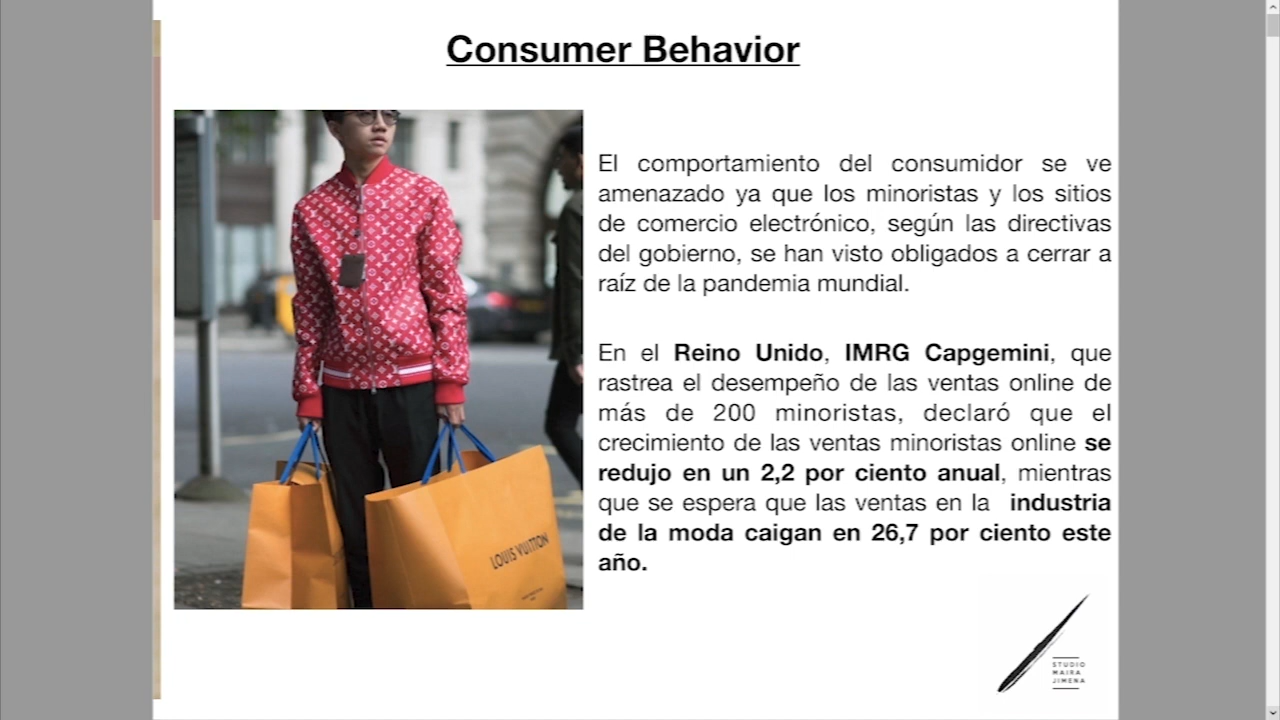 Consumer Behavior
El comportamiento del consumidor se ve
amenazado ya que los minoristas y los sitios
de comercio electrónico, según las directivas
del gobierno, se han visto obligados a cerrar a
raíz de la pandemia mundial.
En el Reino Unido, IMRG Capgemini, que
rastrea el desempeño de las ventas online de
más de 200 minoristas, declaró que el
crecimiento de las ventas minoristas online se
redujo en un 2,2 por ciento anual, mientras
que se espera que las ventas en la industria
de la moda caigan en 26,7 por ciento este
año.
LOUIS VUITTON
STUDIO
MAIRA
JIMENA